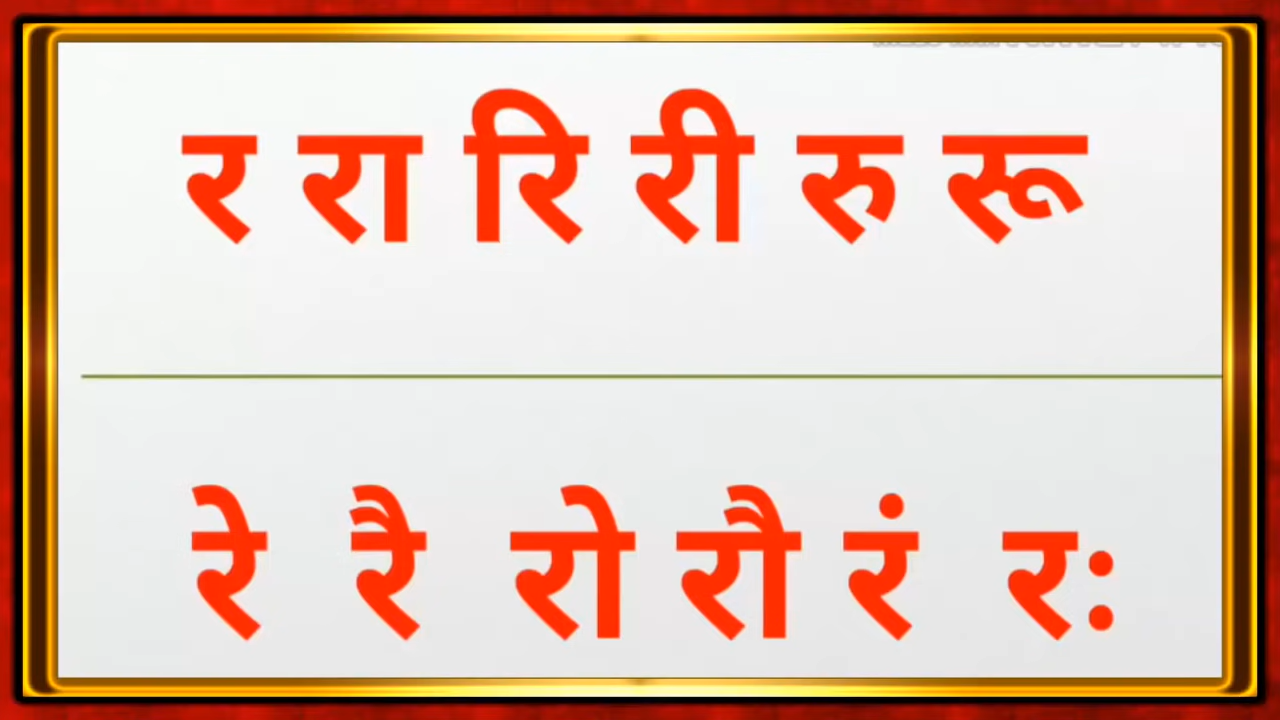 र रा रि री रु रू
रे रै रो रौ रं रः